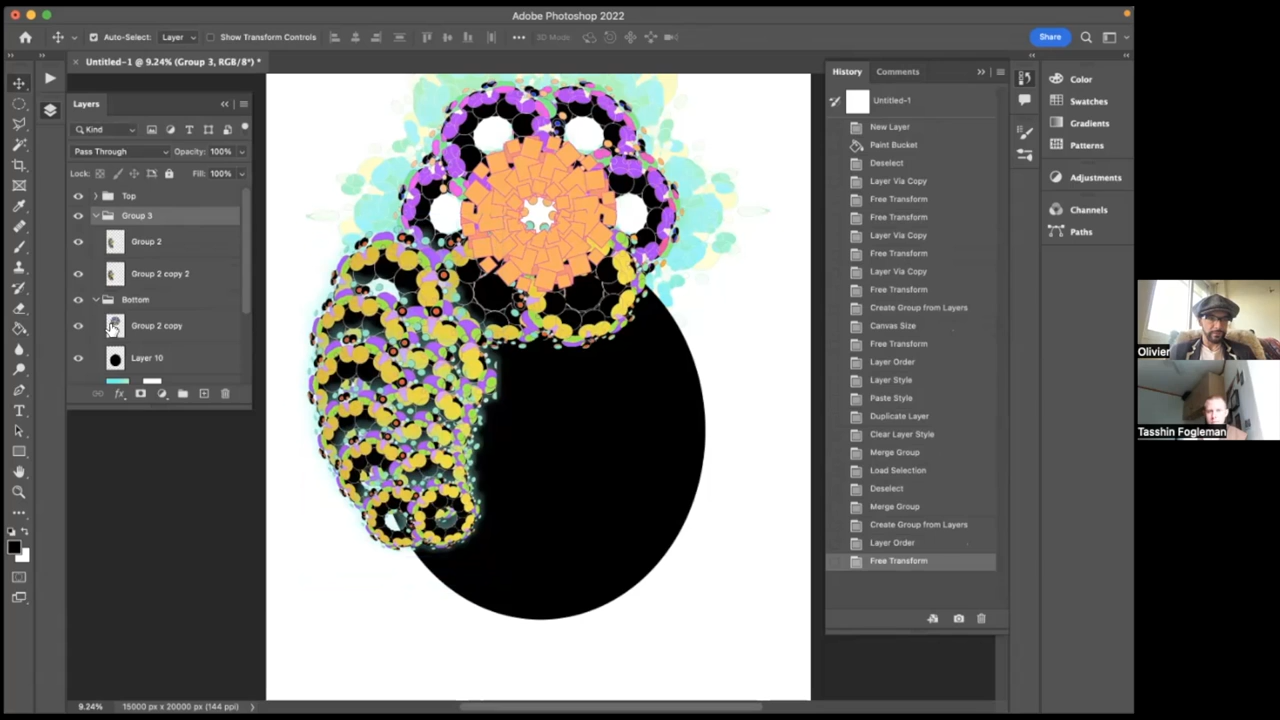 Adobe Photoshop 2022
Auto-Select: Layer Show Transform Controls 3D Mode Share
Untitled-1 @ 9.24% (Group 3, RGB/8*) *
Layers
Kind
Pass Through Opacity: 100%
Lock: Fill: 100%
Top
Group 3
Group 2
Group 2 copy 2
Bottom
Group 2 copy
Layer 10
fx
History Comments
Untitled-1
New Layer
Paint Bucket
Deselect
Layer Via Copy
Free Transform
Free Transform
Layer Via Copy
Free Transform
Layer Via Copy
Free Transform
Create Group from Layers
Canvas Size
Free Transform
Layer Order
Layer Style
Paste Style
Duplicate Layer
Clear Layer Style
Merge Group
Load Selection
Deselect
Merge Group
Create Group from Layers
Layer Order
Free Transform
Color
Swatches
Gradients
Patterns
Adjustments
Channels
Paths
Olivier
Tasshin Fogleman
9.24% 15000 px x 20000 px (144 ppi)